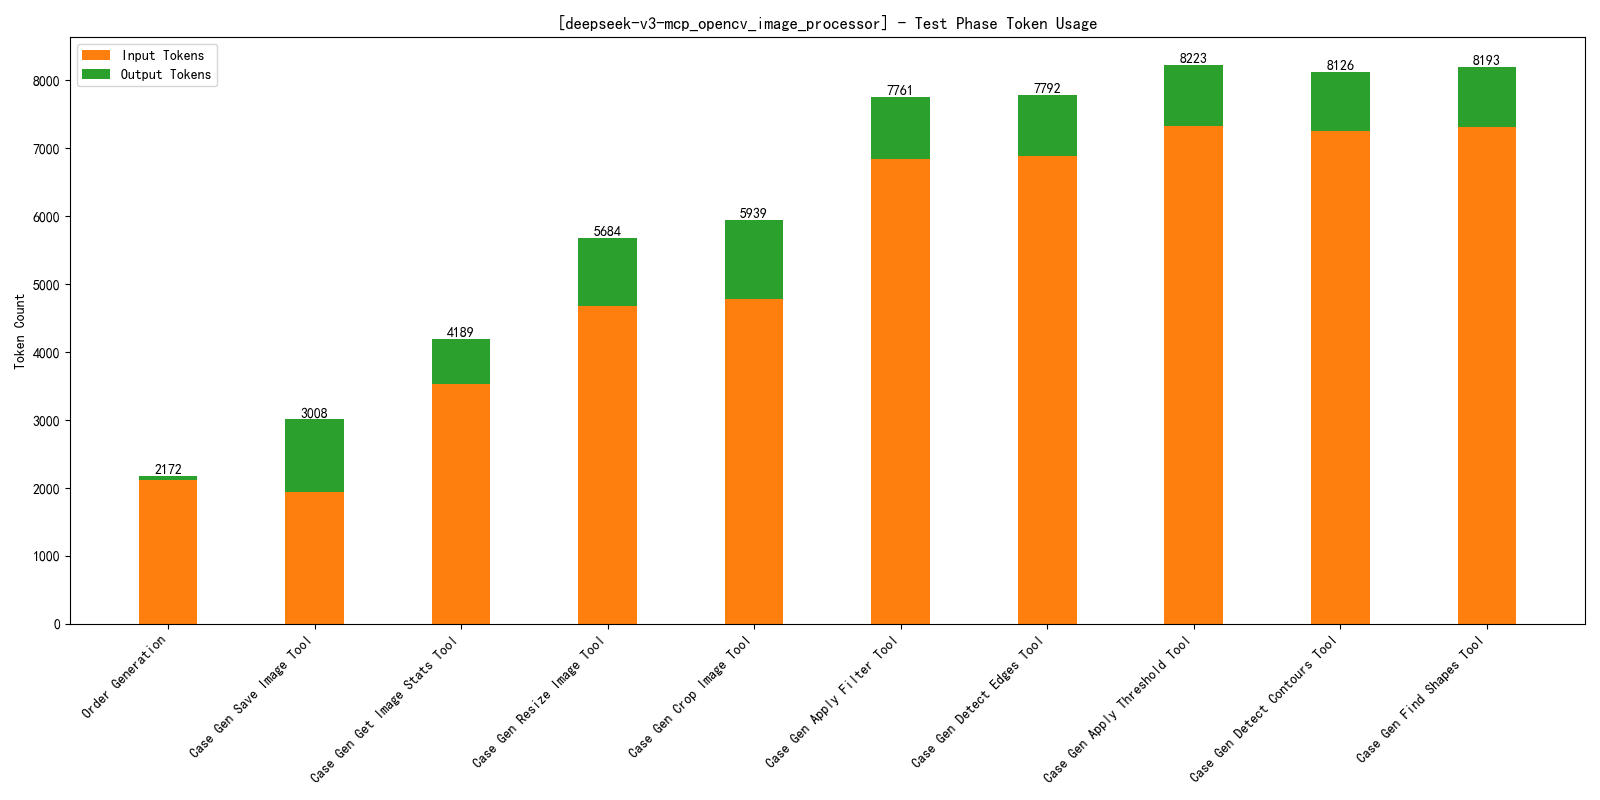 [deepseek-v3-mcp_opencv_image_processor] - Test Phase Token Usage
Input Tokens
Output Tokens
Token Count
8000
7000
6000
5000
4000
3000
2000
1000
0
2172
3008
4189
5684
5939
7761
7792
8223
8126
8193
Order Generation
Case Gen Save Image Tool
Case Gen Get Image Stats Tool
Case Gen Resize Image Tool
Case Gen Crop Image Tool
Case Gen Apply Filter Tool
Case Gen Detect Edges Tool
Case Gen Apply Threshold Tool
Case Gen Detect Contours Tool
Case Gen Find Shapes Tool